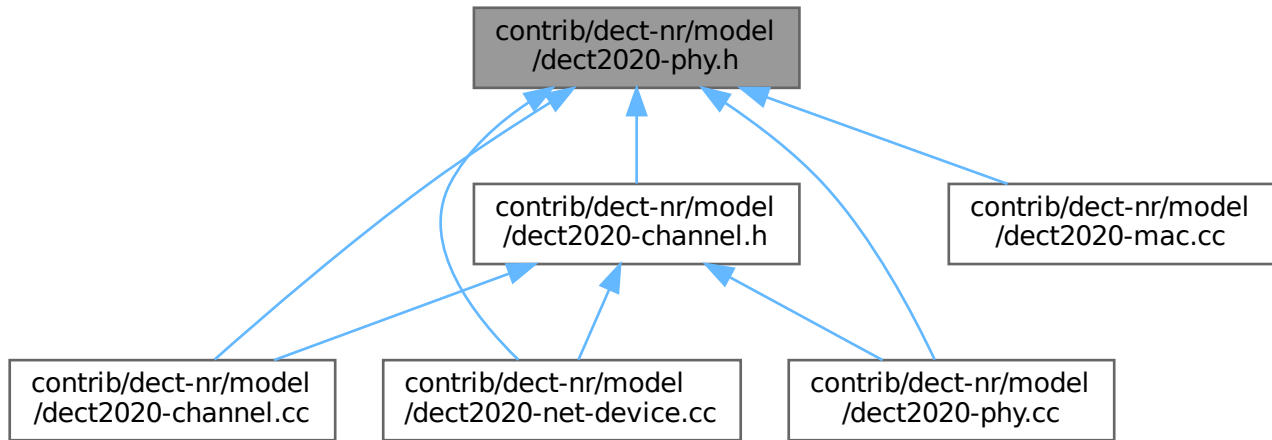 contrib/dect-nr/model
/dect2020-phy.h
contrib/dect-nr/model
/dect2020-channel.h
contrib/dect-nr/model
/dect2020-mac.cc
contrib/dect-nr/model
/dect2020-channel.cc
contrib/dect-nr/model
/dect2020-net-device.cc
contrib/dect-nr/model
/dect2020-phy.cc